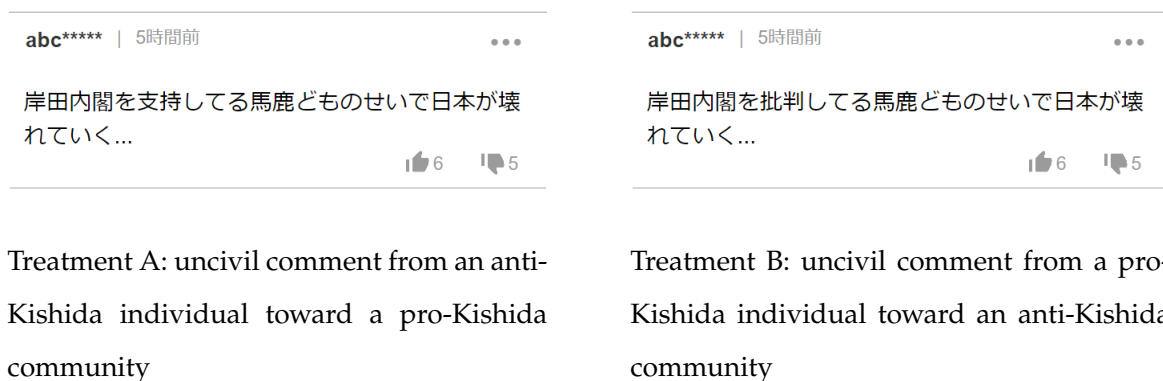 abc***** | 5時間前
岸田内閣を支持してる馬鹿どものせいで日本が壊
れていく...
6 5
Treatment A: uncivil comment from an anti-
Kishida individual toward a pro-Kishida
community
abc***** | 5時間前
岸田内閣を批判してる馬鹿どものせいで日本が壊
れていく...
6 5
Treatment B: uncivil comment from a pro-
Kishida individual toward an anti-Kishida
community